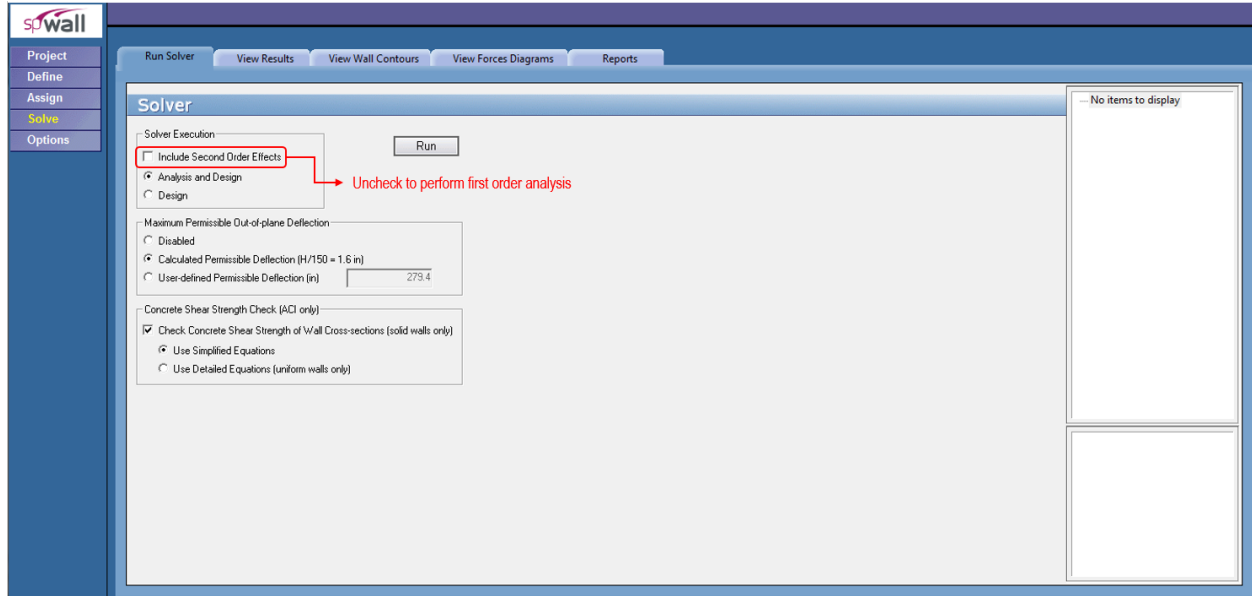 spwall
Project
Define
Assign
Solve
Options
Run Solver
View Results
View Wall Contours
View Forces Diagrams
Reports
Solver
Solver Execution
Include Second Order Effects
Analysis and Design
Design
Run
Uncheck to perform first order analysis
Maximum Permissible Out-of-plane Deflection
Disabled
Calculated Permissible Deflection (H/150 = 1.6 in)
User-defined Permissible Deflection (in) 279.4
Concrete Shear Strength Check (ACI only)
Check Concrete Shear Strength of Wall Cross-sections (solid walls only)
Use Simplified Equations
Use Detailed Equations (uniform walls only)
No items to display